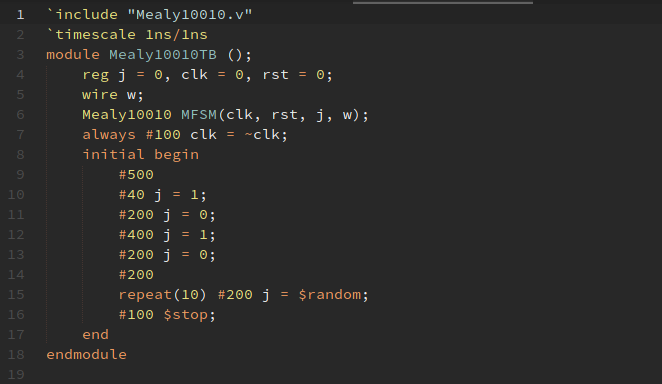 1 `include "Mealy10010.v"
2 `timescale 1ns/1ns
3 module Mealy10010TB ();
4     reg j = 0, clk = 0, rst = 0;
5     wire w;
6     Mealy10010 MFSM(clk, rst, j, w);
7     always #100 clk = ~clk;
8     initial begin
9         #500
10         #40 j = 1;
11         #200 j = 0;
12         #400 j = 1;
13         #200 j = 0;
14         #200
15         repeat(10) #200 j = $random;
16         #100 $stop;
17     end
18 endmodule
19